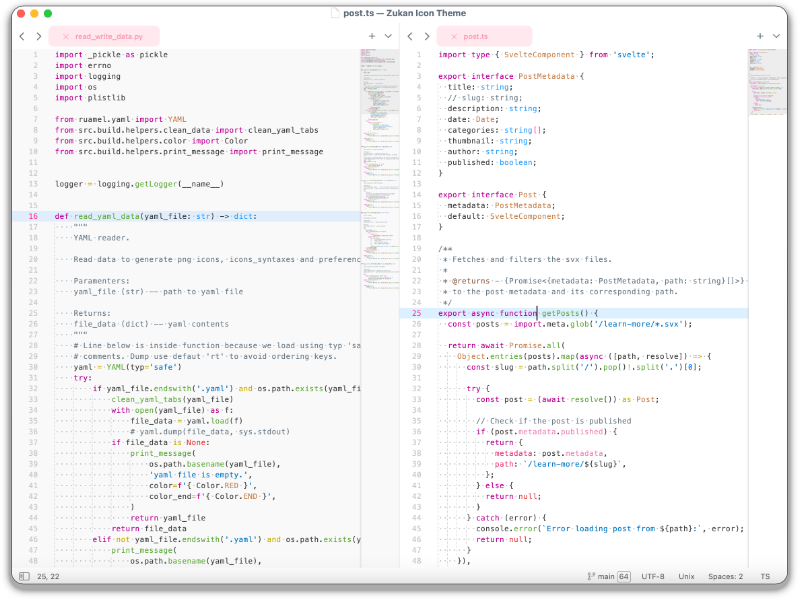 post.ts — Zukan Icon Theme
read_write_data.py
1 import _pickle as pickle
2 import errno
3 import logging
4 import os
5 import plistlib
6
7 from ruamel.yaml import YAML
8 from src.build.helpers.clean_data import clean_yaml_tabs
9 from src.build.helpers.color import Color
10 from src.build.helpers.print_message import print_message
11
12
13 logger = logging.getLogger(__name__)
14
15
16 def read_yaml_data(yaml_file: str) -> dict:
17 """
18 YAML reader.
19
20 Read data to generate png icons, icons_syntaxes and preferenc
21
22 Paramenters:
23 yaml_file (str) -- path to yaml file
24
25 Returns:
26 file_data (dict) -- yaml contents
27 """
28 # Line below is inside function because we load using typ 'sa
29 # comments. Dump use defaut 'rt' to avoid ordering keys.
30 yaml = YAML(typ='safe')
31 try:
32 if yaml_file.endswith('.yaml') and os.path.exists(yaml_fi
33 clean_yaml_tabs(yaml_file)
34 with open(yaml_file) as f:
35 file_data = yaml.load(f)
36 # yaml.dump(file_data, sys.stdout)
37 if file_data is None:
38 print_message(
39 os.path.basename(yaml_file),
40 'yaml file is empty.',
41 color=f'{ Color.RED }',
42 color_end=f'{ Color.END }',
43 )
44 return yaml_file
45 return file_data
46 elif not yaml_file.endswith('.yaml') and os.path.exists(y
47 print_message(
48 os.path.basename(yaml_file),
post.ts
1 import type { SvelteComponent } from 'svelte';
2
3 export interface PostMetadata {
4 title: string;
5 // slug: string;
6 description: string;
7 date: Date;
8 categories: string[];
9 thumbnail: string;
10 author: string;
11 published: boolean;
12 }
13
14 export interface Post {
15 metadata: PostMetadata;
16 default: SvelteComponent;
17 }
18
19 /**
20 * Fetches and filters the svx files.
21 *
22 * @returns - {Promise<{metadata: PostMetadata, path: string}[]>}
23 * to the post metadata and its corresponding path.
24 */
25 export async function getPosts() {
26 const posts = import.meta.glob('/learn-more/*.svx');
27
28 return await Promise.all(
29 Object.entries(posts).map(async ([path, resolve]) => {
30 const slug = path.split('/').pop()!.split('.')[0];
31
32 try {
33 const post = (await resolve()) as Post;
34
35 // Check if the post is published
36 if (post.metadata.published) {
37 return {
38 metadata: post.metadata,
39 path: `/learn-more/${slug}`,
40 };
41 } else {
42 return null;
43 }
44 } catch (error) {
45 console.error(`Error loading post from ${path}:`, error);
46 return null;
47 }
48 }),
25, 22
main 64 UTF-8 Unix Spaces: 2 TS